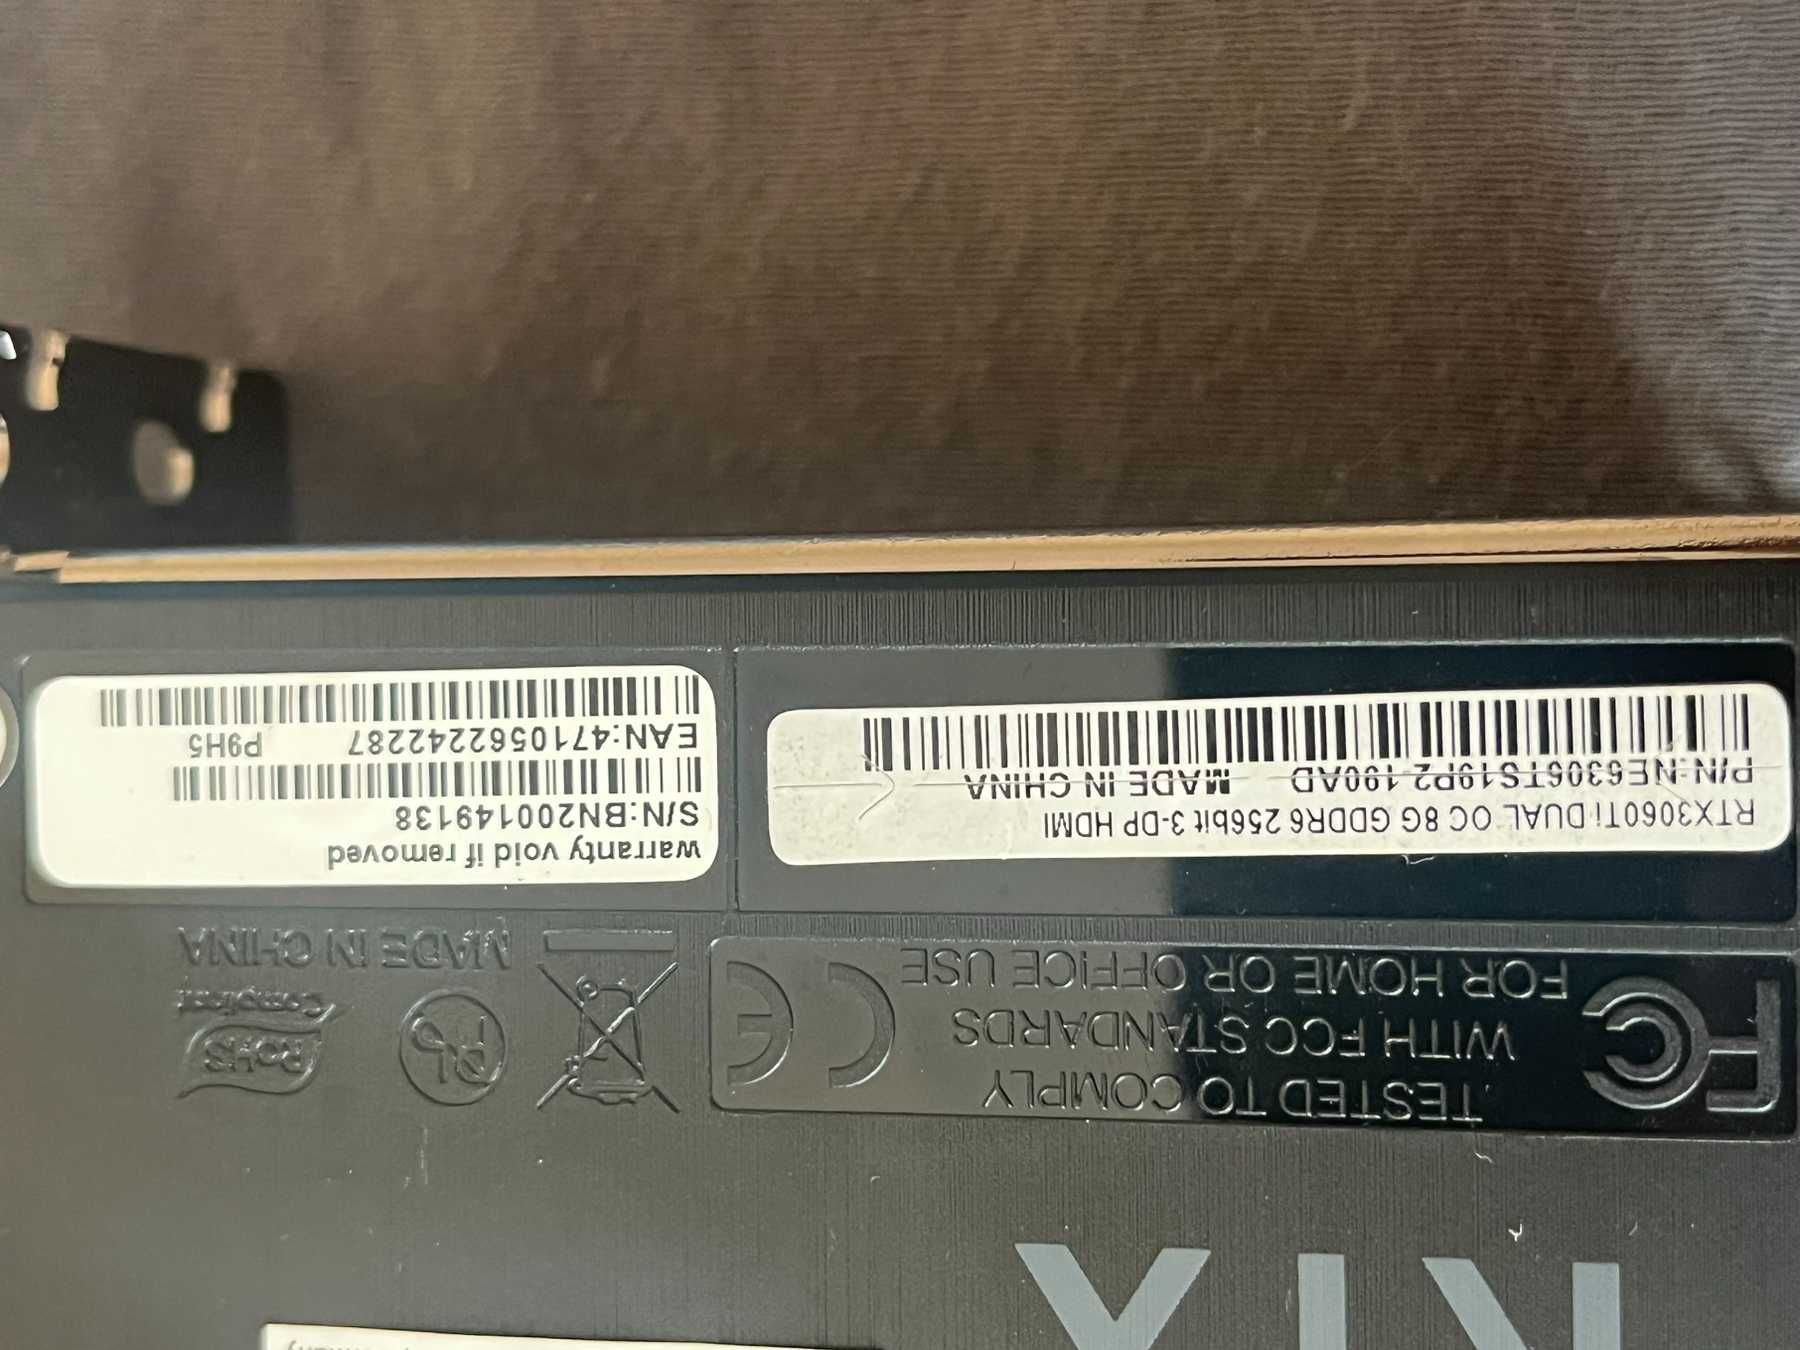 RTX
TESTED TO COMPLY
WITH FCC STANDARDS
FOR HOME OR OFFICE USE
FC
CE
RoHS
Compliant
MADE IN CHINA
RTX3060Ti DUAL OC 8G GDDR6 256bit 3-DP HDMI
P/N:NE6306TS19P2-190AD MADE IN CHINA
warranty void if removed
S/N:BN200149138
EAN:4710562242287 P9H5